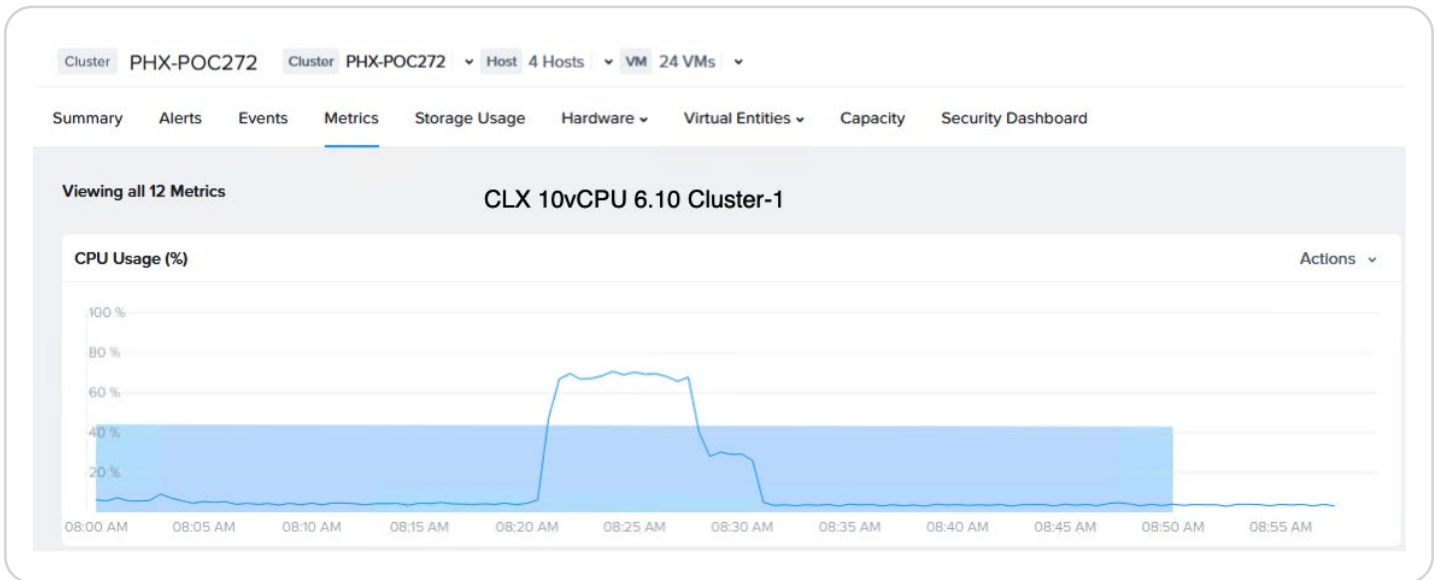 Cluster PHX-POC272 Cluster PHX-POC272 Host 4 Hosts VM 24 VMs
Summary Alerts Events Metrics Storage Usage Hardware Virtual Entities Capacity Security Dashboard
Viewing all 12 Metrics
CLX 10vCPU 6.10 Cluster-1
CPU Usage (%) Actions
100 %
80 %
60 %
40 %
20 %
08:00 AM 08:05 AM 08:10 AM 08:15 AM 08:20 AM 08:25 AM 08:30 AM 08:35 AM 08:40 AM 08:45 AM 08:50 AM 08:55 AM